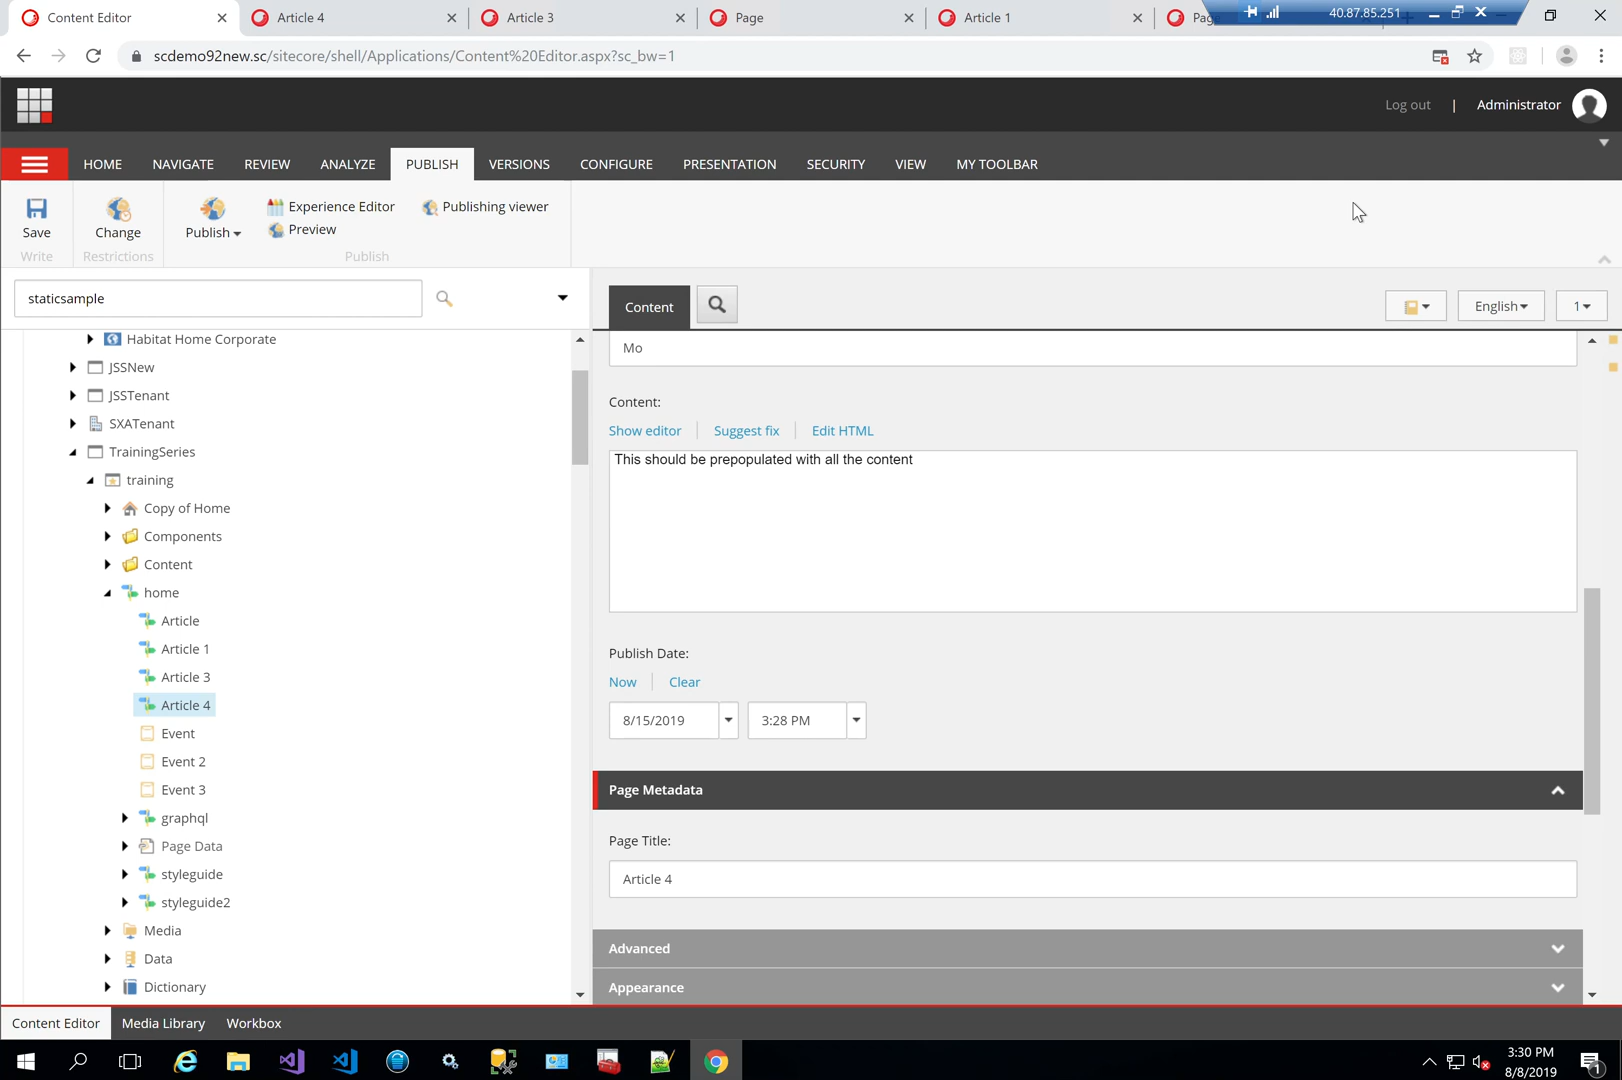 Content Editor
Article 4
Article 3
Page
Article 1
40.87.85.251
scdemo92new.sc/sitecore/shell/Applications/Content%20Editor.aspx?sc_bw=1
Log out | Administrator
HOME NAVIGATE REVIEW ANALYZE PUBLISH VERSIONS CONFIGURE PRESENTATION SECURITY VIEW MY TOOLBAR
Save
Write
Change
Restrictions
Publish
Experience Editor
Preview
Publishing viewer
Publish
staticsample
Content
English
1
Habitat Home Corporate
JSSNew
JSSTenant
SXATenant
TrainingSeries
training
Copy of Home
Components
Content
home
Article
Article 1
Article 3
Article 4
Event
Event 2
Event 3
graphql
Page Data
styleguide
styleguide2
Media
Data
Dictionary
Mo
Content:
Show editor Suggest fix Edit HTML
This should be prepopulated with all the content
Publish Date:
Now Clear
8/15/2019 3:28 PM
Page Metadata
Page Title:
Article 4
Advanced
Appearance
Content Editor Media Library Workbox
3:30 PM
8/8/2019
1